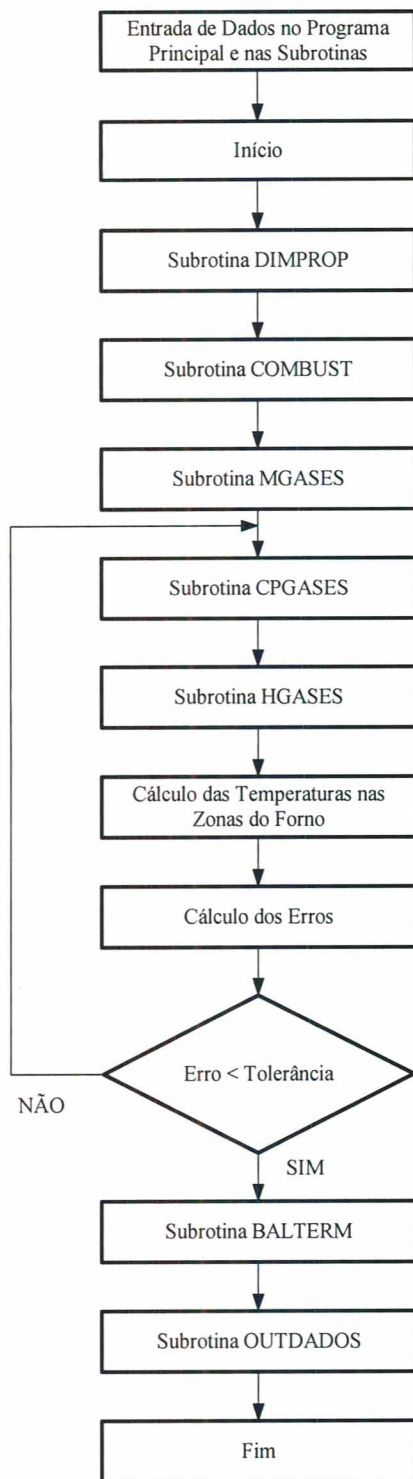 Entrada de Dados no Programa
Principal e nas Subrotinas
Início
Subrotina DIMPROP
Subrotina COMBUST
Subrotina MGASES
Subrotina CPGASES
Subrotina HGASES
Cálculo das Temperaturas nas
Zonas do Forno
Cálculo dos Erros
Erro < Tolerância
NÃO
SIM
Subrotina BALTERM
Subrotina OUTDADOS
Fim